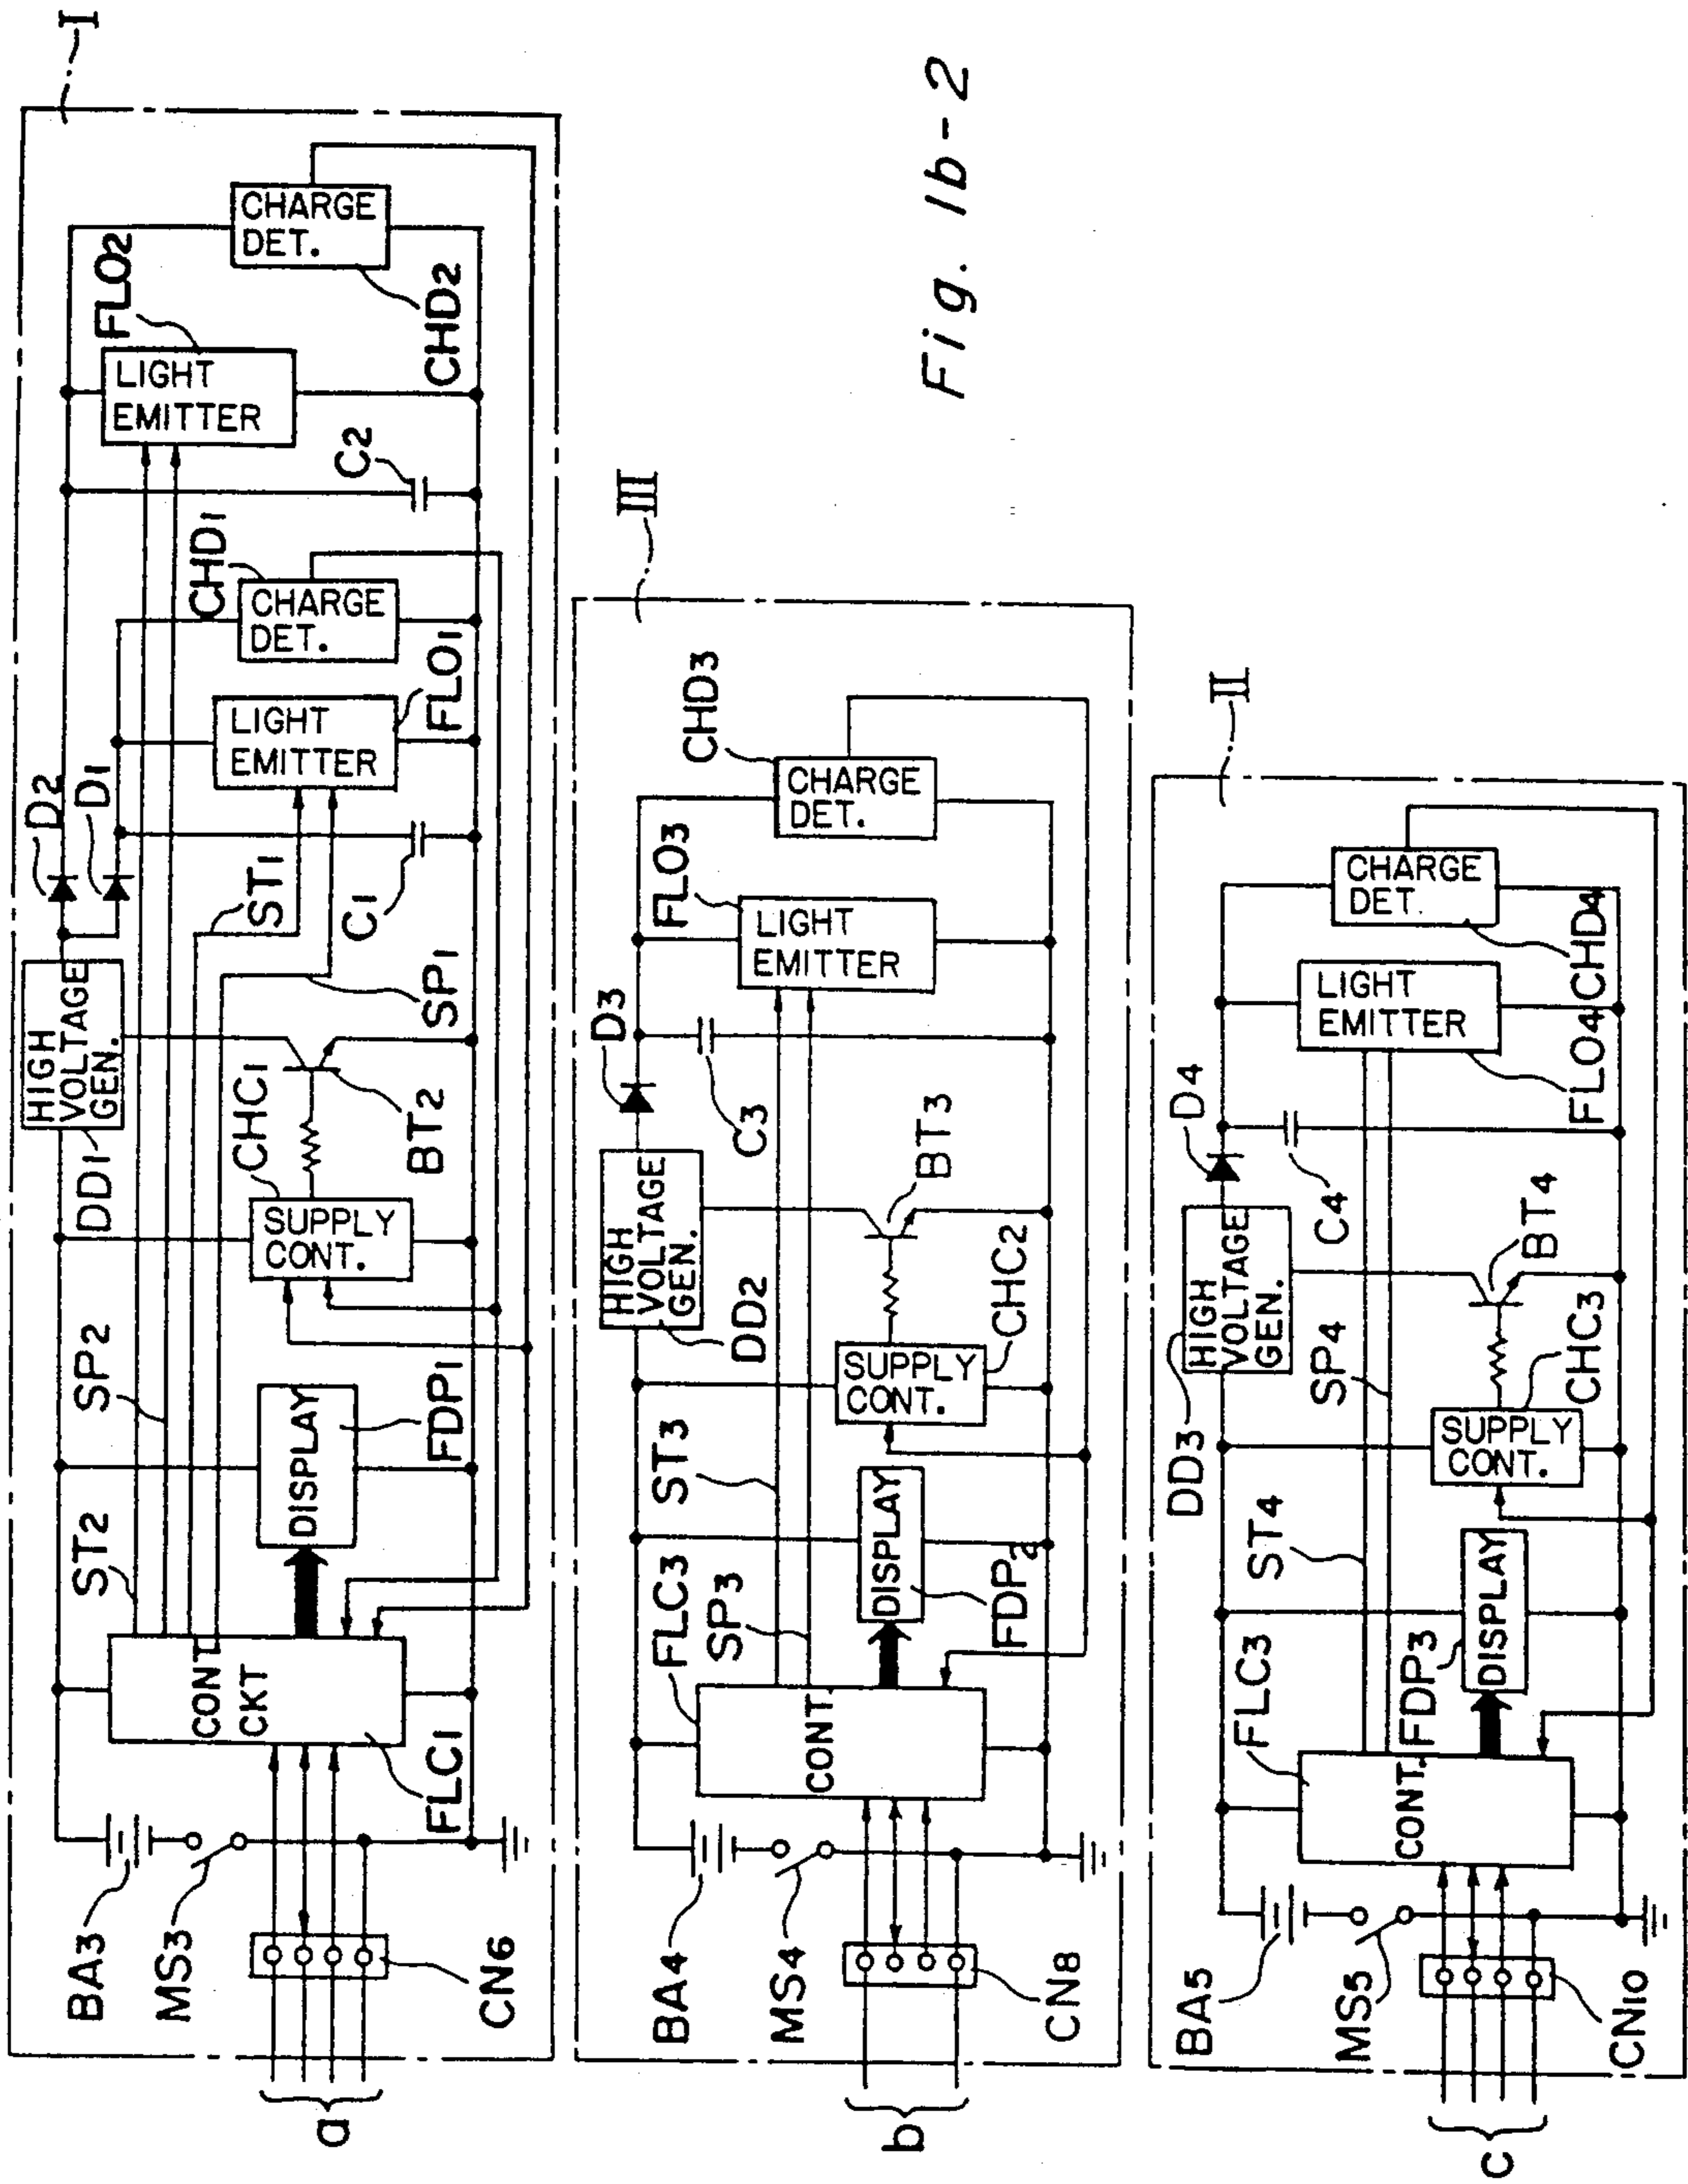 I
D2
D1
HIGH
VOLTAGE
GEN.
DD1
ST2
SP2
ST1
SP1
CHC1
BT2
C1
C2
CHD1
CHARGE
DET.
LIGHT
EMITTER
FLO1
FLO2
LIGHT
EMITTER
CHARGE
DET.
CHD2
SUPPLY
CONT.
DISPLAY
FDP1
CONT
CKT
FLC1
BA3
MS3
CN6
a
III
D3
HIGH
VOLTAGE
GEN.
DD2
C3
BT3
FLO3
LIGHT
EMITTER
CHD3
CHARGE
DET.
ST3
SP3
SUPPLY
CONT.
CHC2
DISPLAY
FDP2
FLC3
CONT.
BA4
MS4
CN8
b
II
D4
HIGH
VOLTAGE
GEN.
DD3
C4
BT4
LIGHT
EMITTER
FLO4
CHARGE
DET.
CHD4
ST4
SP4
SUPPLY
CONT.
CHC3
DISPLAY
FDP3
FLC3
CONT.
BA5
MS5
CN10
c
Fig. 1b-2